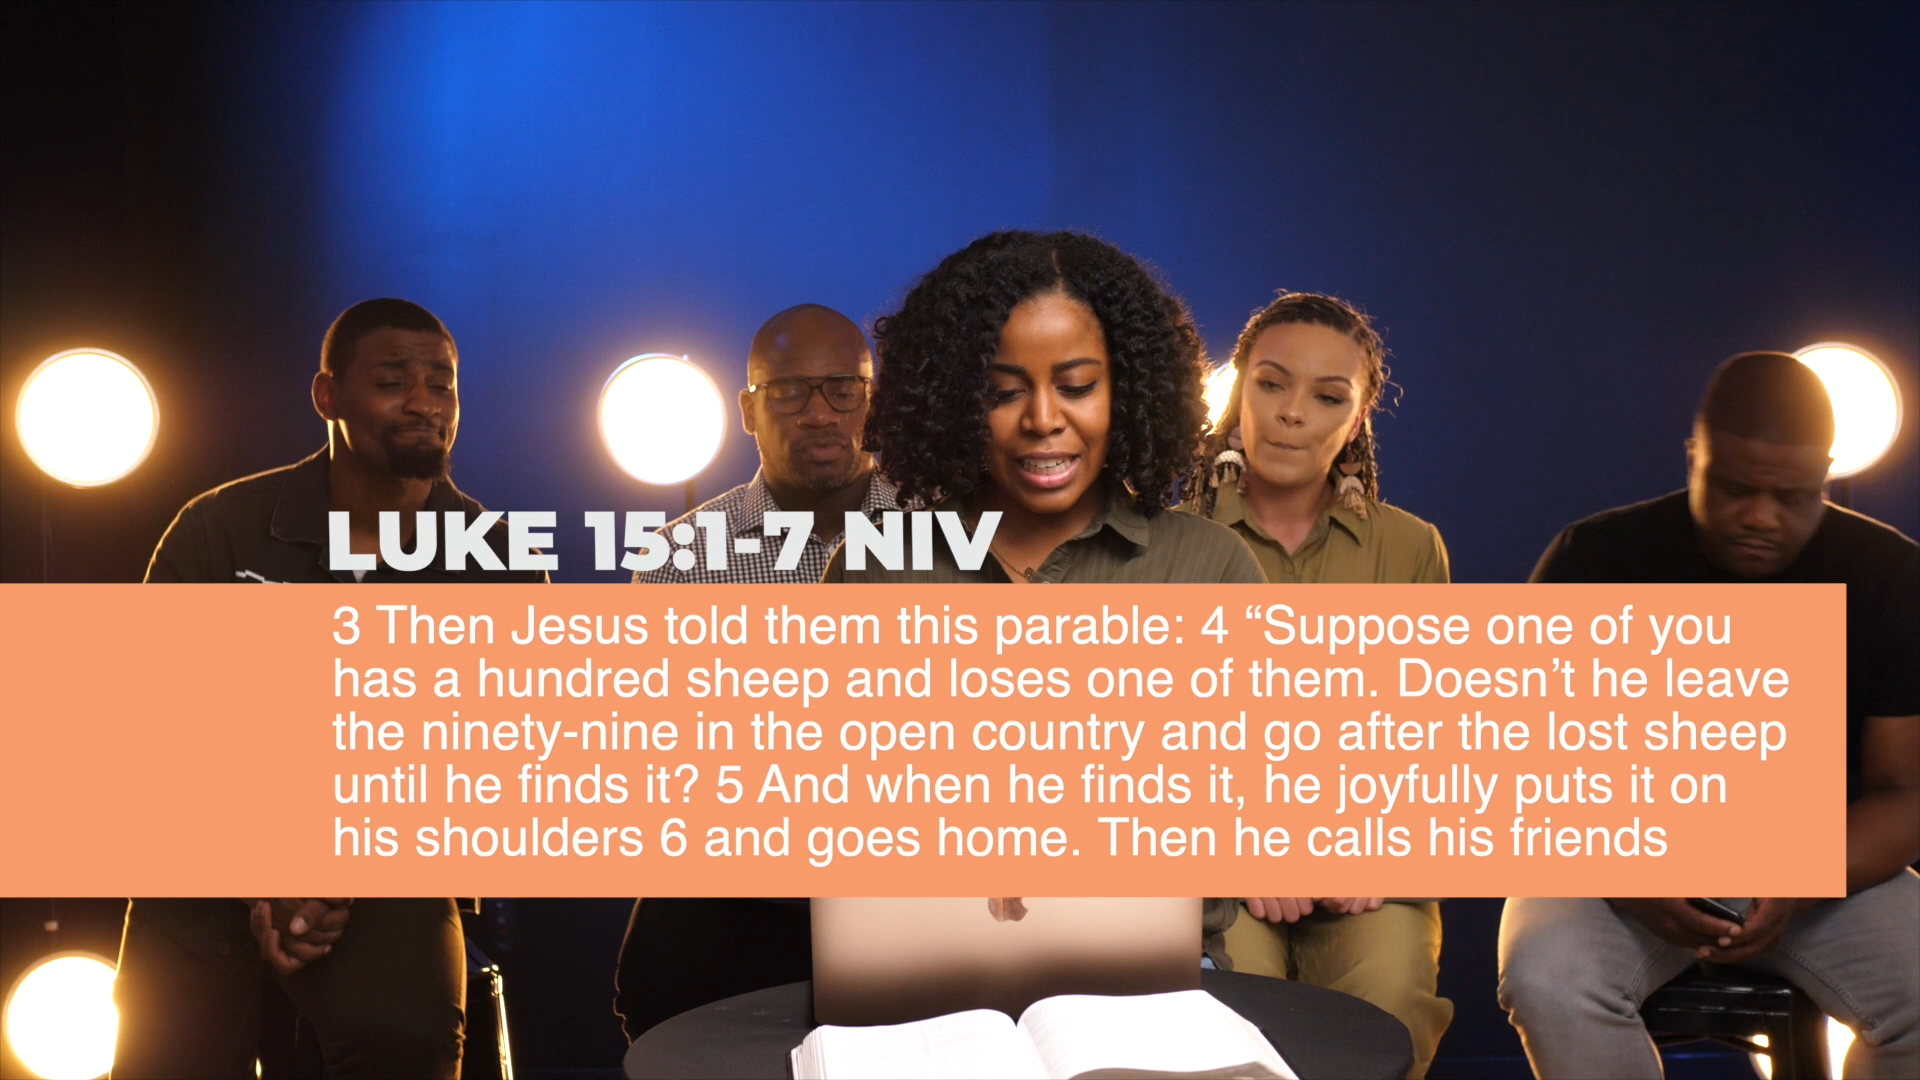 LUKE 15:1-7 NIV
3 Then Jesus told them this parable: 4 “Suppose one of you
has a hundred sheep and loses one of them. Doesn’t he leave
the ninety-nine in the open country and go after the lost sheep
until he finds it? 5 And when he finds it, he joyfully puts it on
his shoulders 6 and goes home. Then he calls his friends